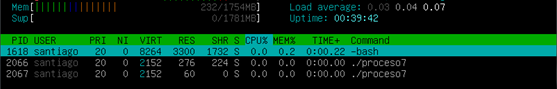 Mem[ 232/1754MB] Load average: 0.03 0.04 0.07
Swp[ 0/1781MB] Uptime: 00:39:42
PID USER PRI NI VIRT RES SHR S CPU% MEM% TIME+ Command
1618 santiago 20 0 8264 3300 1732 S 0.0 0.2 0:00.22 -bash
2066 santiago 20 0 2152 276 224 S 0.0 0.0 0:00.00 ./proceso7
2067 santiago 20 0 2152 60 0 S 0.0 0.0 0:00.00 ./proceso7